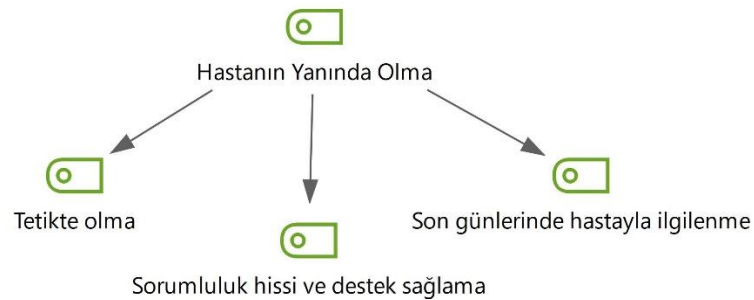 Hastanın Yanında Olma
Tetikte olma
Son günlerinde hastayla ilgilenme
Sorumluluk hissi ve destek sağlama